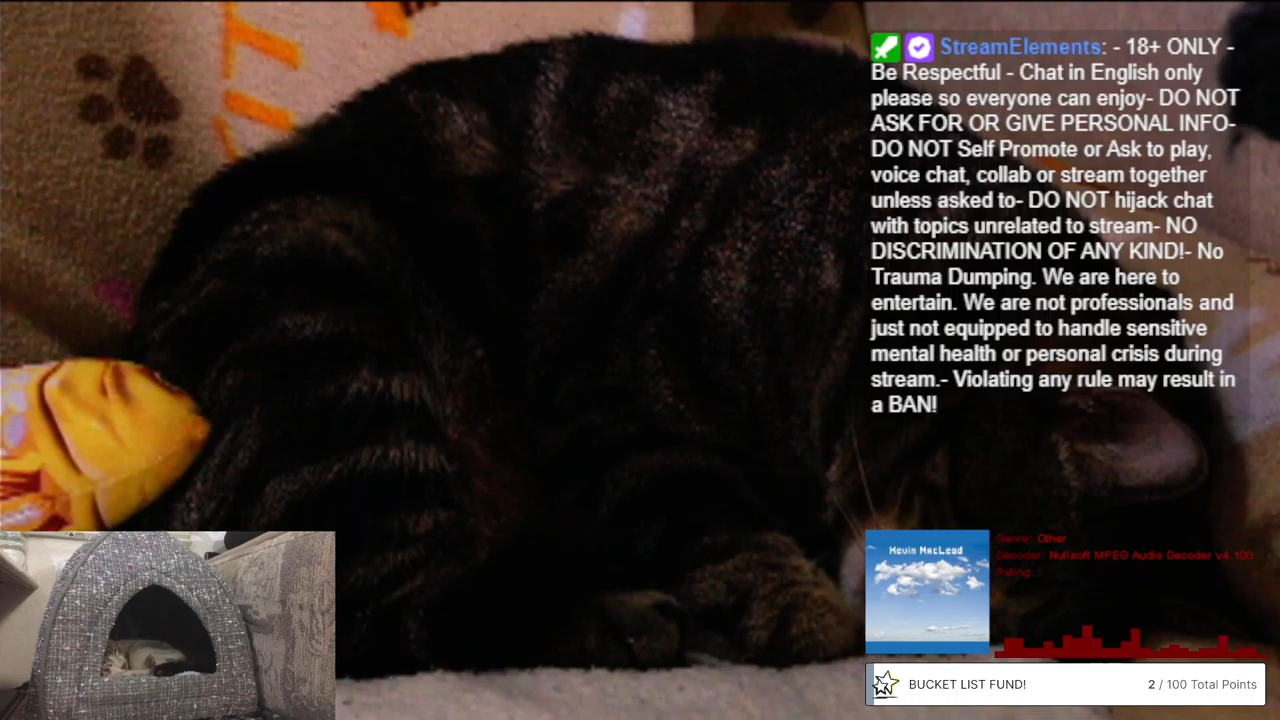 StreamElements: - 18+ ONLY -
Be Respectful - Chat in English only
please so everyone can enjoy- DO NOT
ASK FOR OR GIVE PERSONAL INFO-
DO NOT Self Promote or Ask to play,
voice chat, collab or stream together
unless asked to- DO NOT hijack chat
with topics unrelated to stream- NO
DISCRIMINATION OF ANY KIND!- No
Trauma Dumping. We are here to
entertain. We are not professionals and
just not equipped to handle sensitive
mental health or personal crisis during
stream.- Violating any rule may result in
a BAN!
Kevin MacLeod
Genre: Other
Decoder: Nullsoft MPEG Audio Decoder v4.100
Rating:
BUCKET LIST FUND!
2 / 100 Total Points